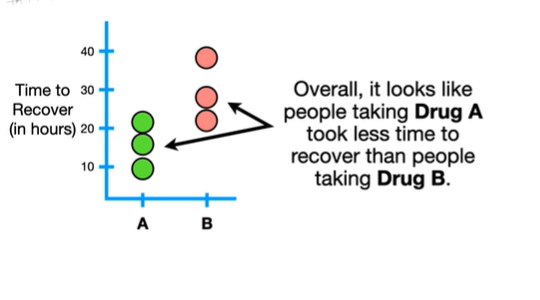 40
Time to 30
Recover
(in hours) 20
10
A B
Overall, it looks like
people taking Drug A
took less time to
recover than people
taking Drug B.